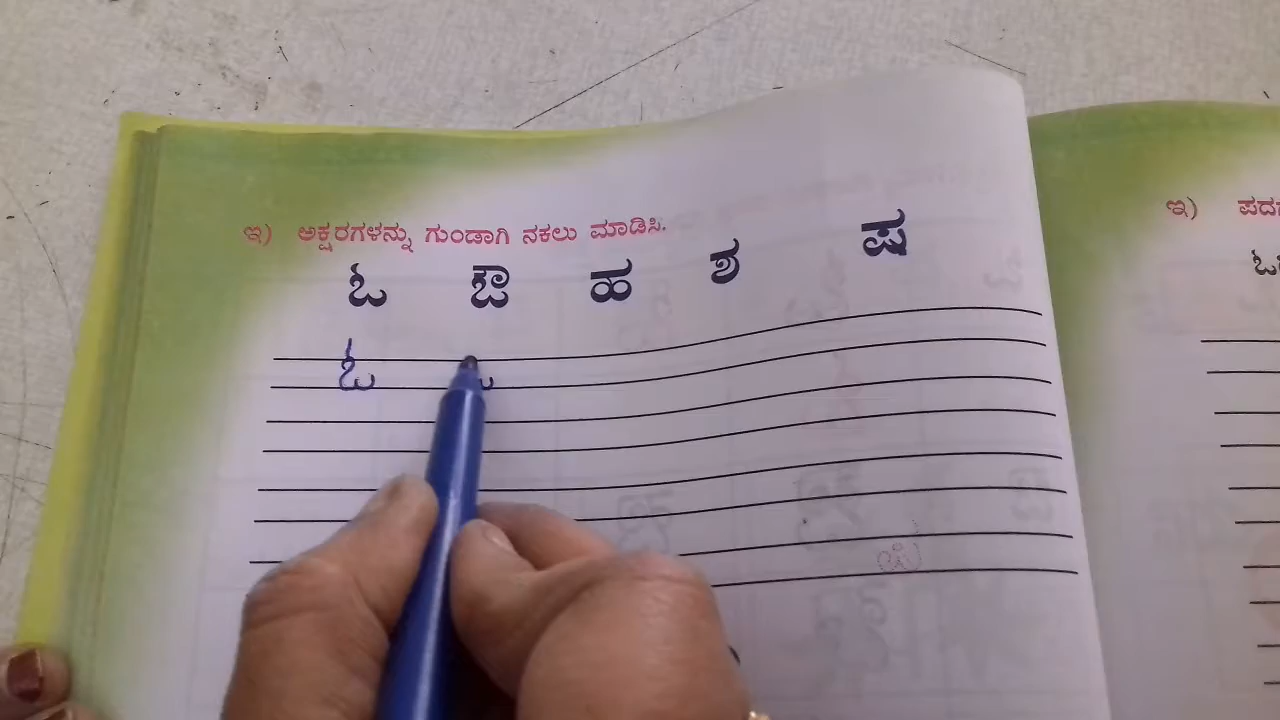 ಇ) ಅಕ್ಷರಗಳನ್ನು ಗುಂಡಾಗಿ ನಕಲು ಮಾಡಿಸಿ.
ಓ ಔ ಹ ಶ ಷ
ಓ
ಇ)